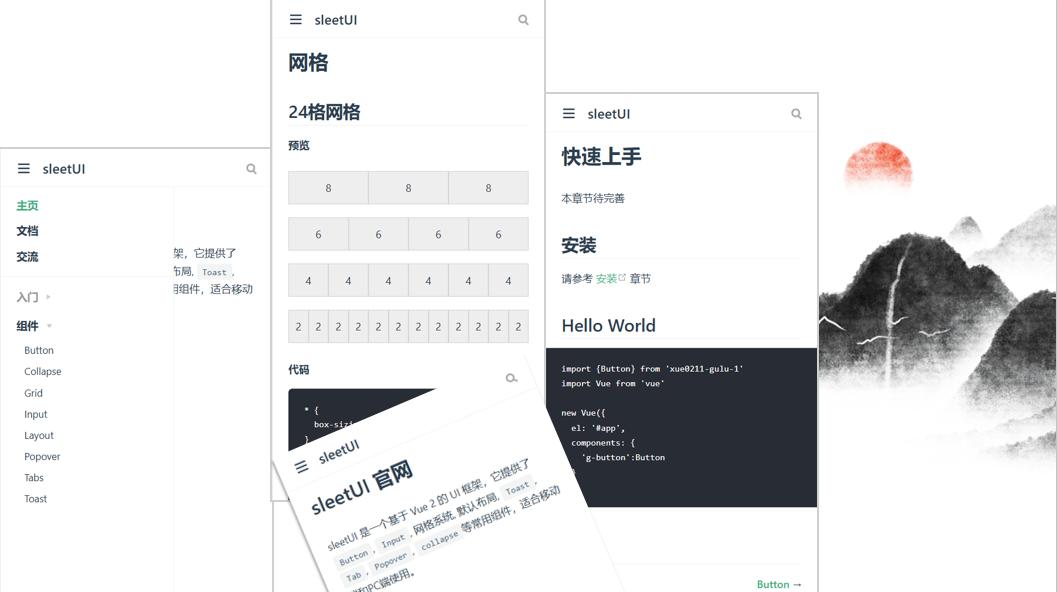 sleetUI
主页
文档
交流
入门
组件
Button
Collapse
Grid
Input
Layout
Popover
Tabs
Toast
架，它提供了
布局, Toast ,
用组件，适合移动
sleetUI
网格
24格网格
预览
8 8 8
6 6 6 6
4 4 4 4 4 4
2 2 2 2 2 2 2 2 2 2 2 2
代码
* {
}
sleetUI
快速上手
本章节待完善
安装
请参考 安装 章节
Hello World
import {Button} from 'xue0211-gulu-1'
import Vue from 'vue'
new Vue({
el: '#app',
components: {
'g-button':Button
Button →
sleetUI
sleetUI 官网
sleetUI 是一个基于 Vue 2 的 UI 框架，它提供了
Button , Input , 网格系统, 默认布局, Toast ,
Tab , Popover , collapse 等常用组件，适合移动
和PC端使用。